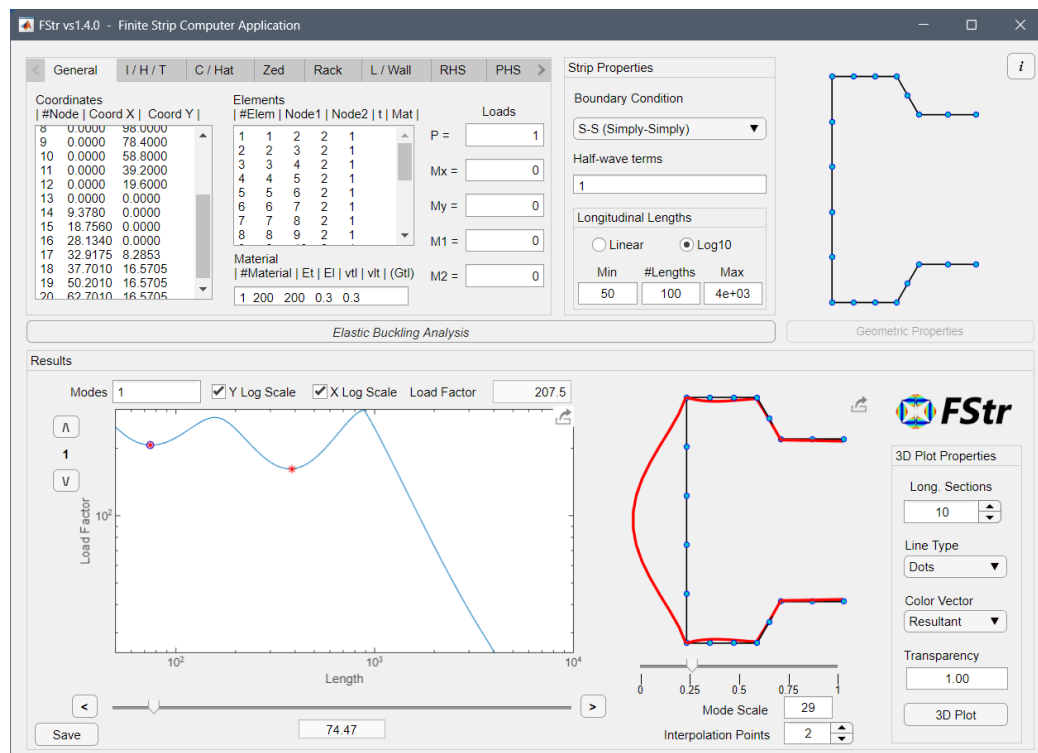 FStr vs1.4.0 - Finite Strip Computer Application
General I / H / T C / Hat Zed Rack L / Wall RHS PHS
Coordinates
| #Node | Coord X | Coord Y |
8 0.0000 98.0000
9 0.0000 78.4000
10 0.0000 58.8000
11 0.0000 39.2000
12 0.0000 19.6000
13 0.0000 0.0000
14 9.3780 0.0000
15 18.7560 0.0000
16 28.1340 0.0000
17 32.9175 8.2853
18 37.7010 16.5705
19 50.2010 16.5705
20 62.7010 16.5705
Elements
| #Elem | Node1 | Node2 | t | Mat |
1 1 2 2 1
2 2 3 2 1
3 3 4 2 1
4 4 5 2 1
5 5 6 2 1
6 6 7 2 1
7 7 8 2 1
8 8 9 2 1
Material
| #Material | Et | El | vtl | vlt | (Gtl)
1 200 200 0.3 0.3
Loads
P = 1
Mx = 0
My = 0
M1 = 0
M2 = 0
Strip Properties
Boundary Condition
S-S (Simply-Simply)
Half-wave terms
1
Longitudinal Lengths
Linear Log10
Min #Lengths Max
50 100 4e+03
i
Elastic Buckling Analysis
Geometric Properties
Results
Modes 1 Y Log Scale X Log Scale Load Factor 207.5
/\
1
\/
Load Factor
10²
10² 10³ 10⁴
Length
< >
Save
74.47
0 0.25 0.5 0.75 1
Mode Scale 29
Interpolation Points 2
FStr
3D Plot Properties
Long. Sections
10
Line Type
Dots
Color Vector
Resultant
Transparency
1.00
3D Plot